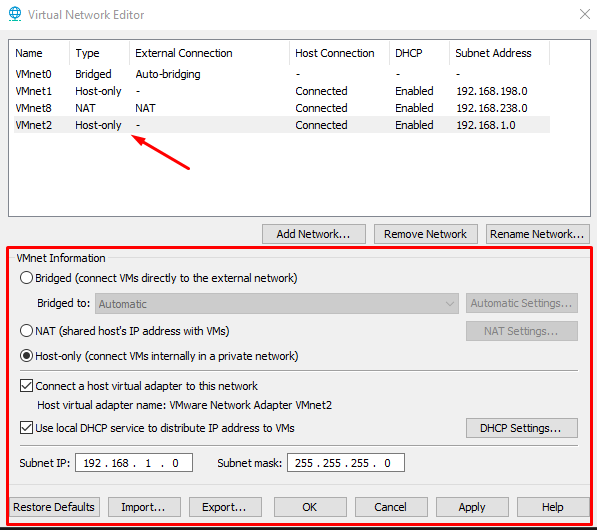 Virtual Network Editor
Name Type External Connection Host Connection DHCP Subnet Address
VMnet0 Bridged Auto-bridging - - -
VMnet1 Host-only - Connected Enabled 192.168.198.0
VMnet8 NAT NAT Connected Enabled 192.168.238.0
VMnet2 Host-only - Connected Enabled 192.168.1.0
Add Network... Remove Network Rename Network...
VMnet Information
Bridged (connect VMs directly to the external network)
Bridged to: Automatic Automatic Settings...
NAT (shared host's IP address with VMs) NAT Settings...
Host-only (connect VMs internally in a private network)
Connect a host virtual adapter to this network
Host virtual adapter name: VMware Network Adapter VMnet2
Use local DHCP service to distribute IP address to VMs DHCP Settings...
Subnet IP: 192 . 168 . 1 . 0 Subnet mask: 255 . 255 . 255 . 0
Restore Defaults Import... Export... OK Cancel Apply Help